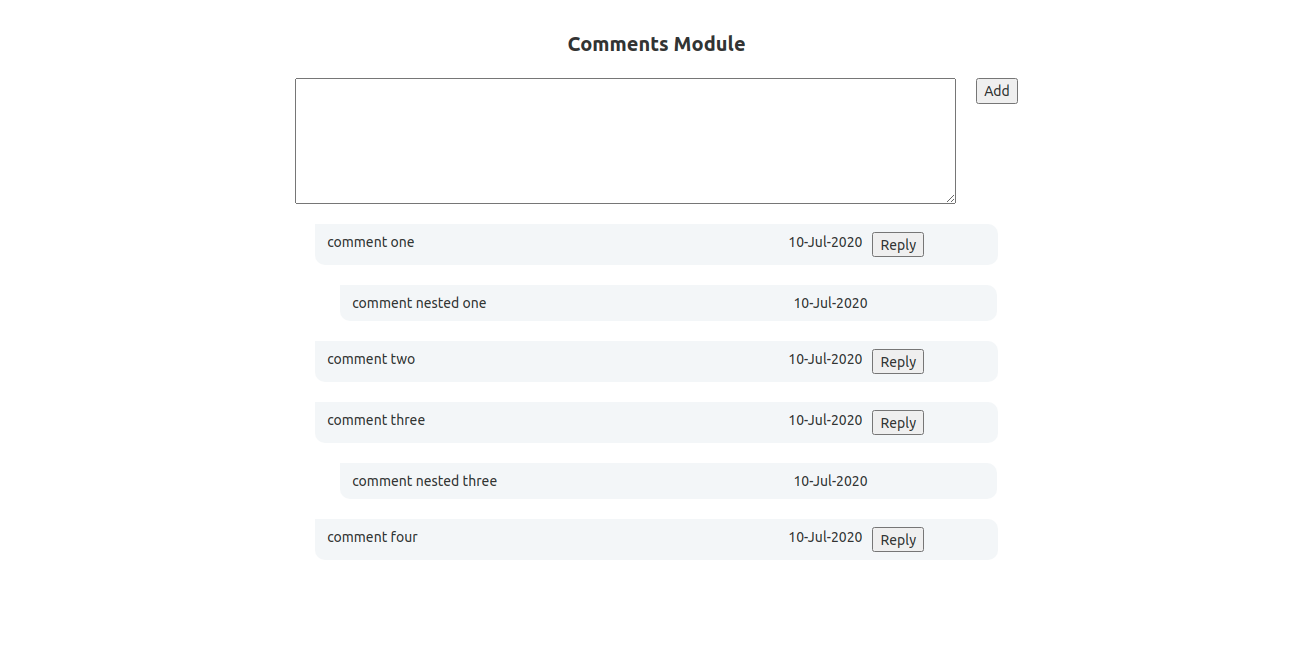 Comments Module
Add
comment one 10-Jul-2020 Reply
comment nested one 10-Jul-2020
comment two 10-Jul-2020 Reply
comment three 10-Jul-2020 Reply
comment nested three 10-Jul-2020
comment four 10-Jul-2020 Reply